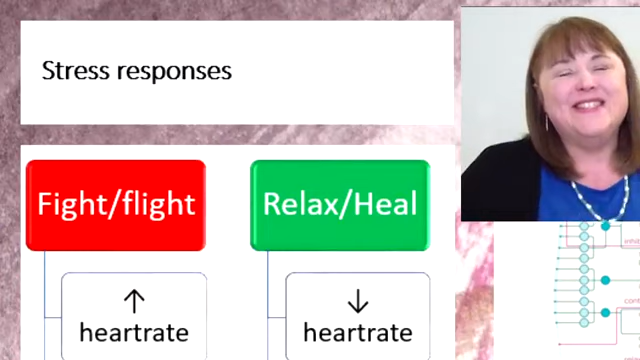 Stress responses
Fight/flight
Relax/Heal
↑
heartrate
↓
heartrate